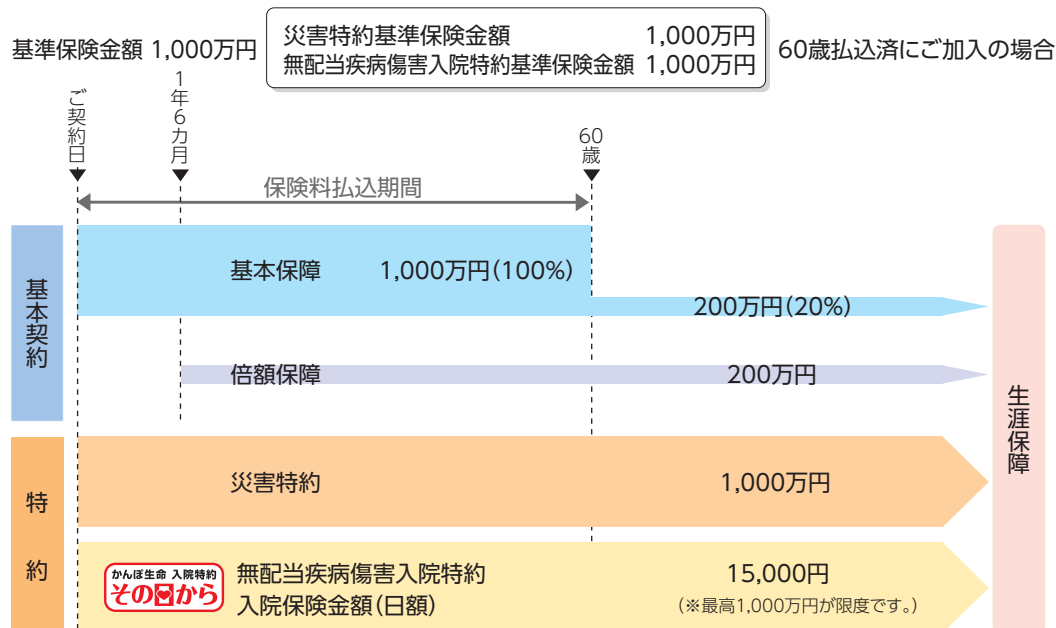 基準保険金額 1,000万円
災害特約基準保険金額 1,000万円
無配当疾病傷害入院特約基準保険金額 1,000万円
60歳払込済にご加入の場合
ご契約日
1年6カ月
60歳
保険料払込期間
基本契約
基本保障 1,000万円(100%)
200万円(20%)
倍額保障 200万円
特約
災害特約 1,000万円
かんぽ生命 入院特約
その日から
無配当疾病傷害入院特約 15,000円
入院保険金額(日額) (※最高1,000万円が限度です。)
生涯保障